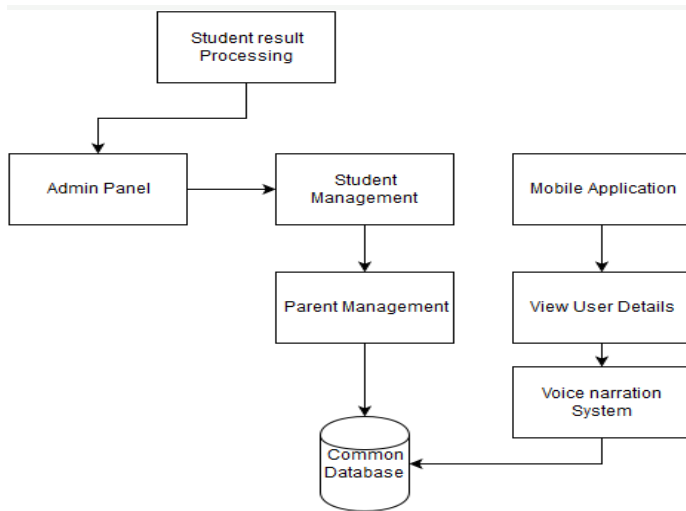 Student result
Processing
Admin Panel
Student
Management
Mobile Application
Parent Management
View User Details
Voice narration
System
Common
Database